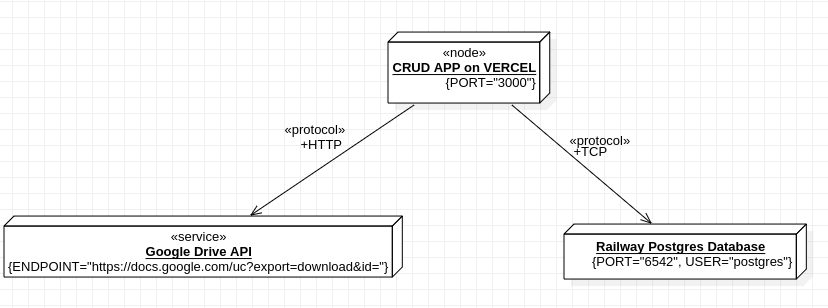 «node»
CRUD APP on VERCEL
{PORT="3000"}
«protocol»
+HTTP
«protocol»
+TCP
«service»
Google Drive API
{ENDPOINT="https://docs.google.com/uc?export=download&id="}
Railway Postgres Database
{PORT="6542", USER="postgres"}